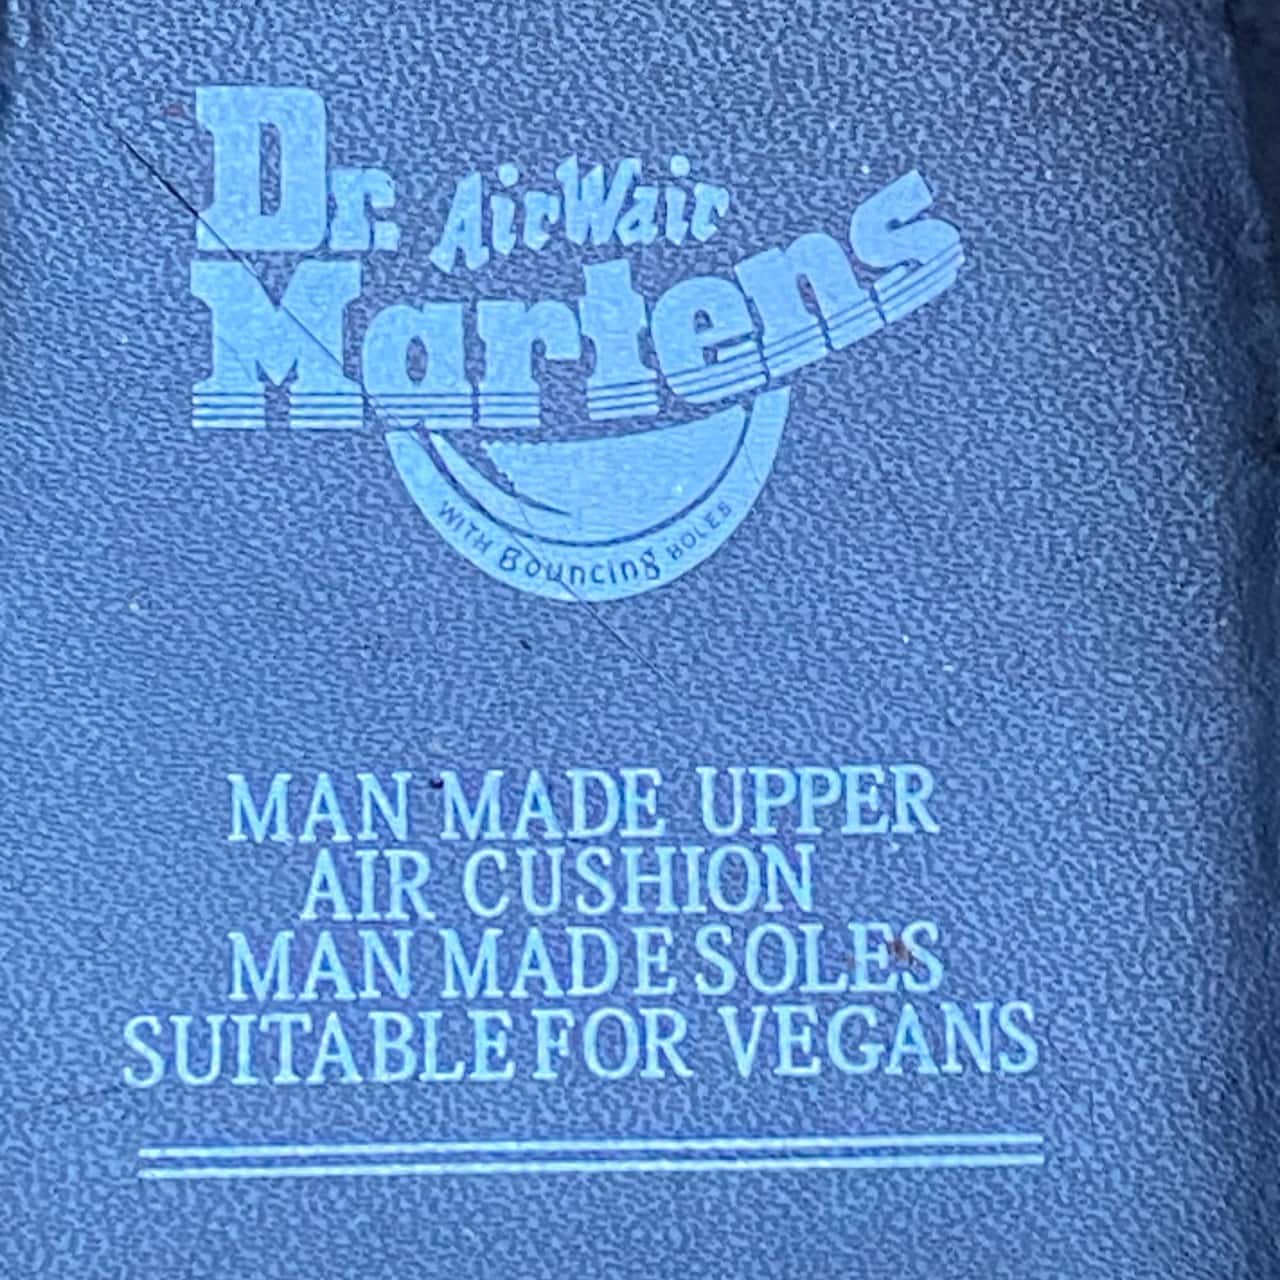 Dr. AirWair
Martens
WITH Bouncing SOLES
MAN MADE UPPER
AIR CUSHION
MAN MADE SOLES
SUITABLE FOR VEGANS